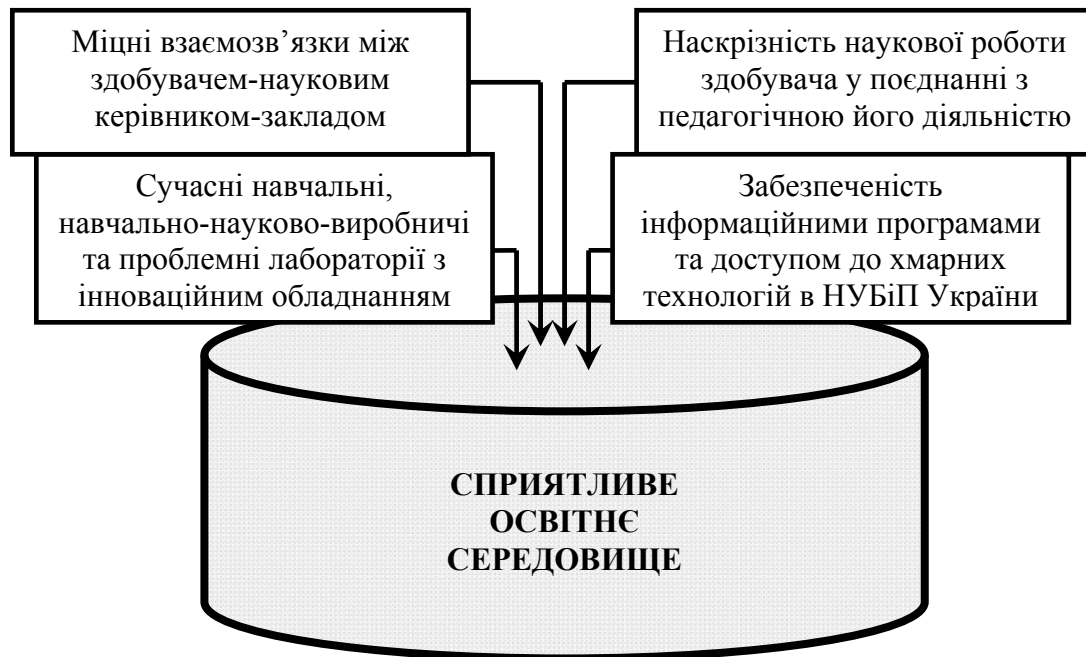 Міцні взаємозв’язки між
здобувачем-науковим
керівником-закладом
Наскрізність наукової роботи
здобувача у поєднанні з
педагогічною його діяльністю
Сучасні навчальні,
навчально-науково-виробничі
та проблемні лабораторії з
інноваційним обладнанням
Забезпеченість
інформаційними програмами
та доступом до хмарних
технологій в НУБіП України
СПРИЯТЛИВЕ
ОСВІТНЄ
СЕРЕДОВИЩЕ